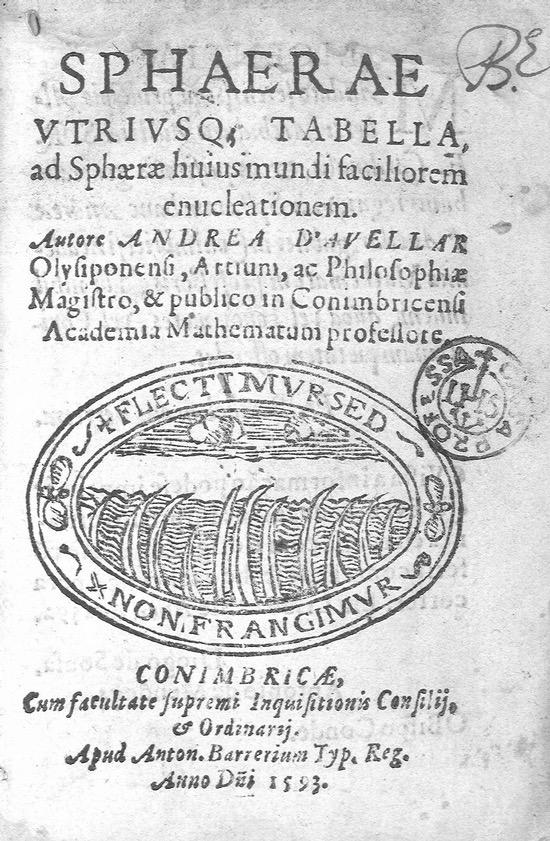 B.E
SPHAERAE
VTRIVSQ; TABELLA,
ad Sphæræ huius mundi faciliorem
enucleationem.
Autore ANDREA D'AVELLAR
Olysiponensi, Artium, ac Philosophiæ
Magistro, & publico in Conimbricensi
Academia Mathematum professore.
FLECTIMVR SED
NON FRANGIMVR
CONIMBRICÆ,
Cum facultate supremi Inquisitionis Consilij,
& Ordinarij.
Apud Anton. Barrerium Typ. Reg.
Anno Dñi 1593.